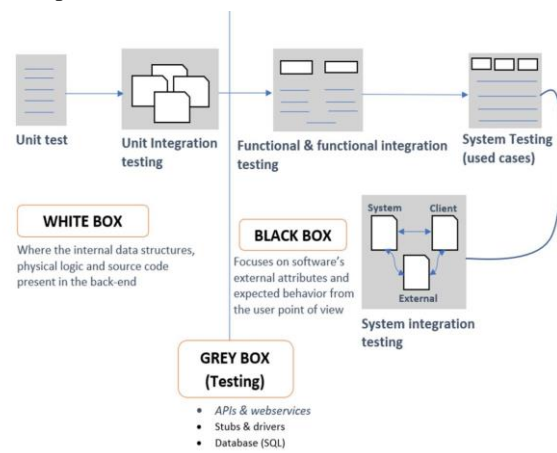 Unit test
Unit Integration
testing
Functional & functional integration
testing
System Testing
(used cases)
WHITE BOX
Where the internal data structures,
physical logic and source code
present in the back-end
BLACK BOX
Focuses on software's
external attributes and
expected behavior from
the user point of view
System
Client
External
System integration
testing
GREY BOX
(Testing)
• APIs & webservices
• Stubs & drivers
• Database (SQL)